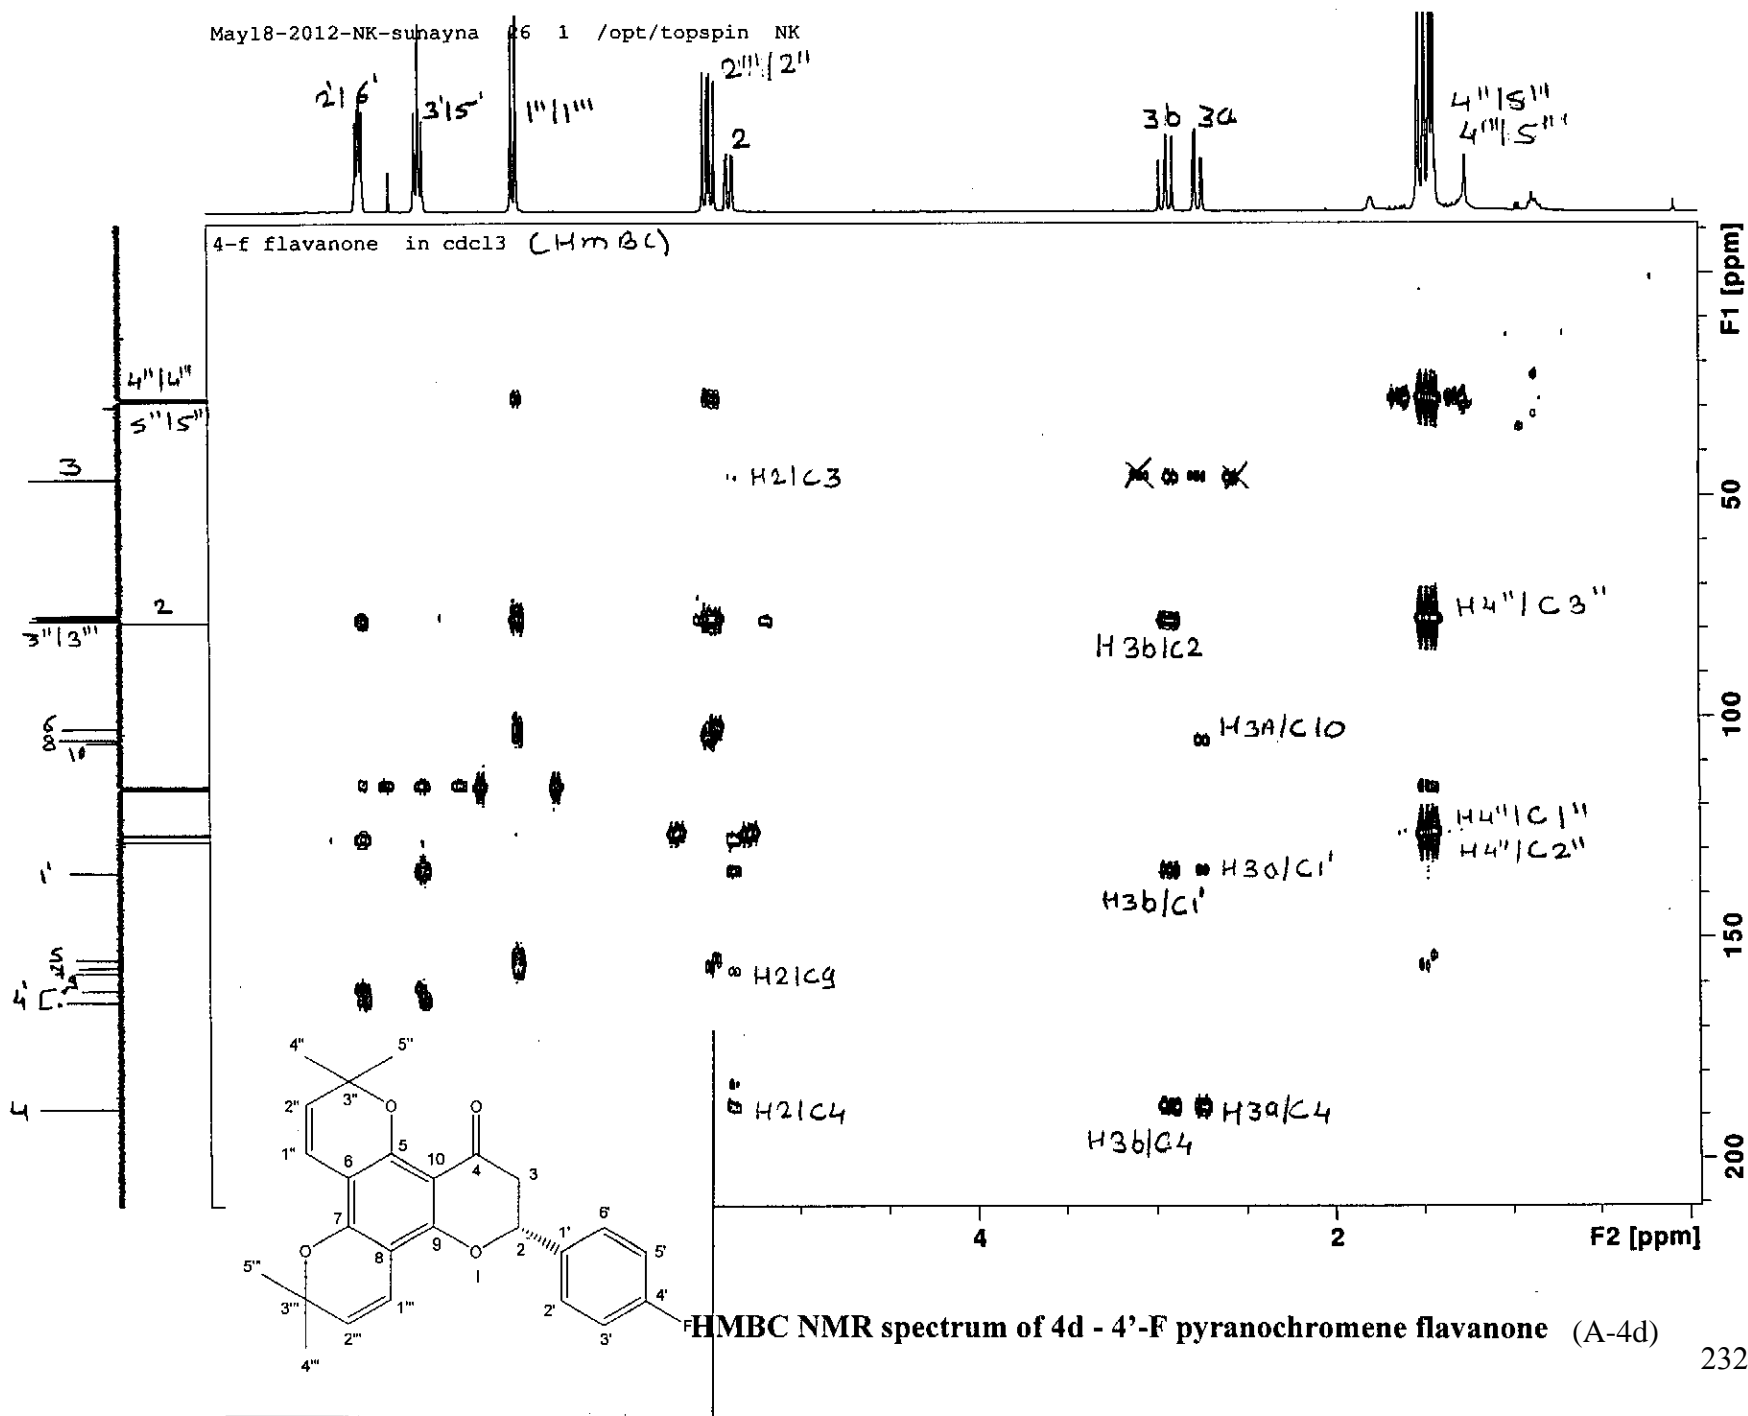 May18-2012-NK-sunayna 26 1 /opt/topspin NK
2'/6'
3'/5'
1''/1'''
2'''/2''
2
3b
3a
4''/5''
4'''/5'''
4-f flavanone in cdcl3 (HMBC)
F1 [ppm]
4''/4'''
5''/5'''
3
H2/C3
50
2
3''/3'''
H3b/C2
H4''/C3''
6
8
10
H3A/C10
100
H4''/C1''
H4''/C2''
1'
H3a/C1'
H3b/C1'
150
5
7
9
4'
H2/C9
4
H2/C4
H3b/C4
H3a/C4
200
4
2
F2 [ppm]
4''
5''
3''
2''
1''
O
O
5
10
4
3
6
7
8
9
O
O
1
2
1'
6'
5'
2'
3'
4'
F
5'''
3'''
2'''
1'''
4'''
HMBC NMR spectrum of 4d - 4'-F pyranochromene flavanone (A-4d)
232